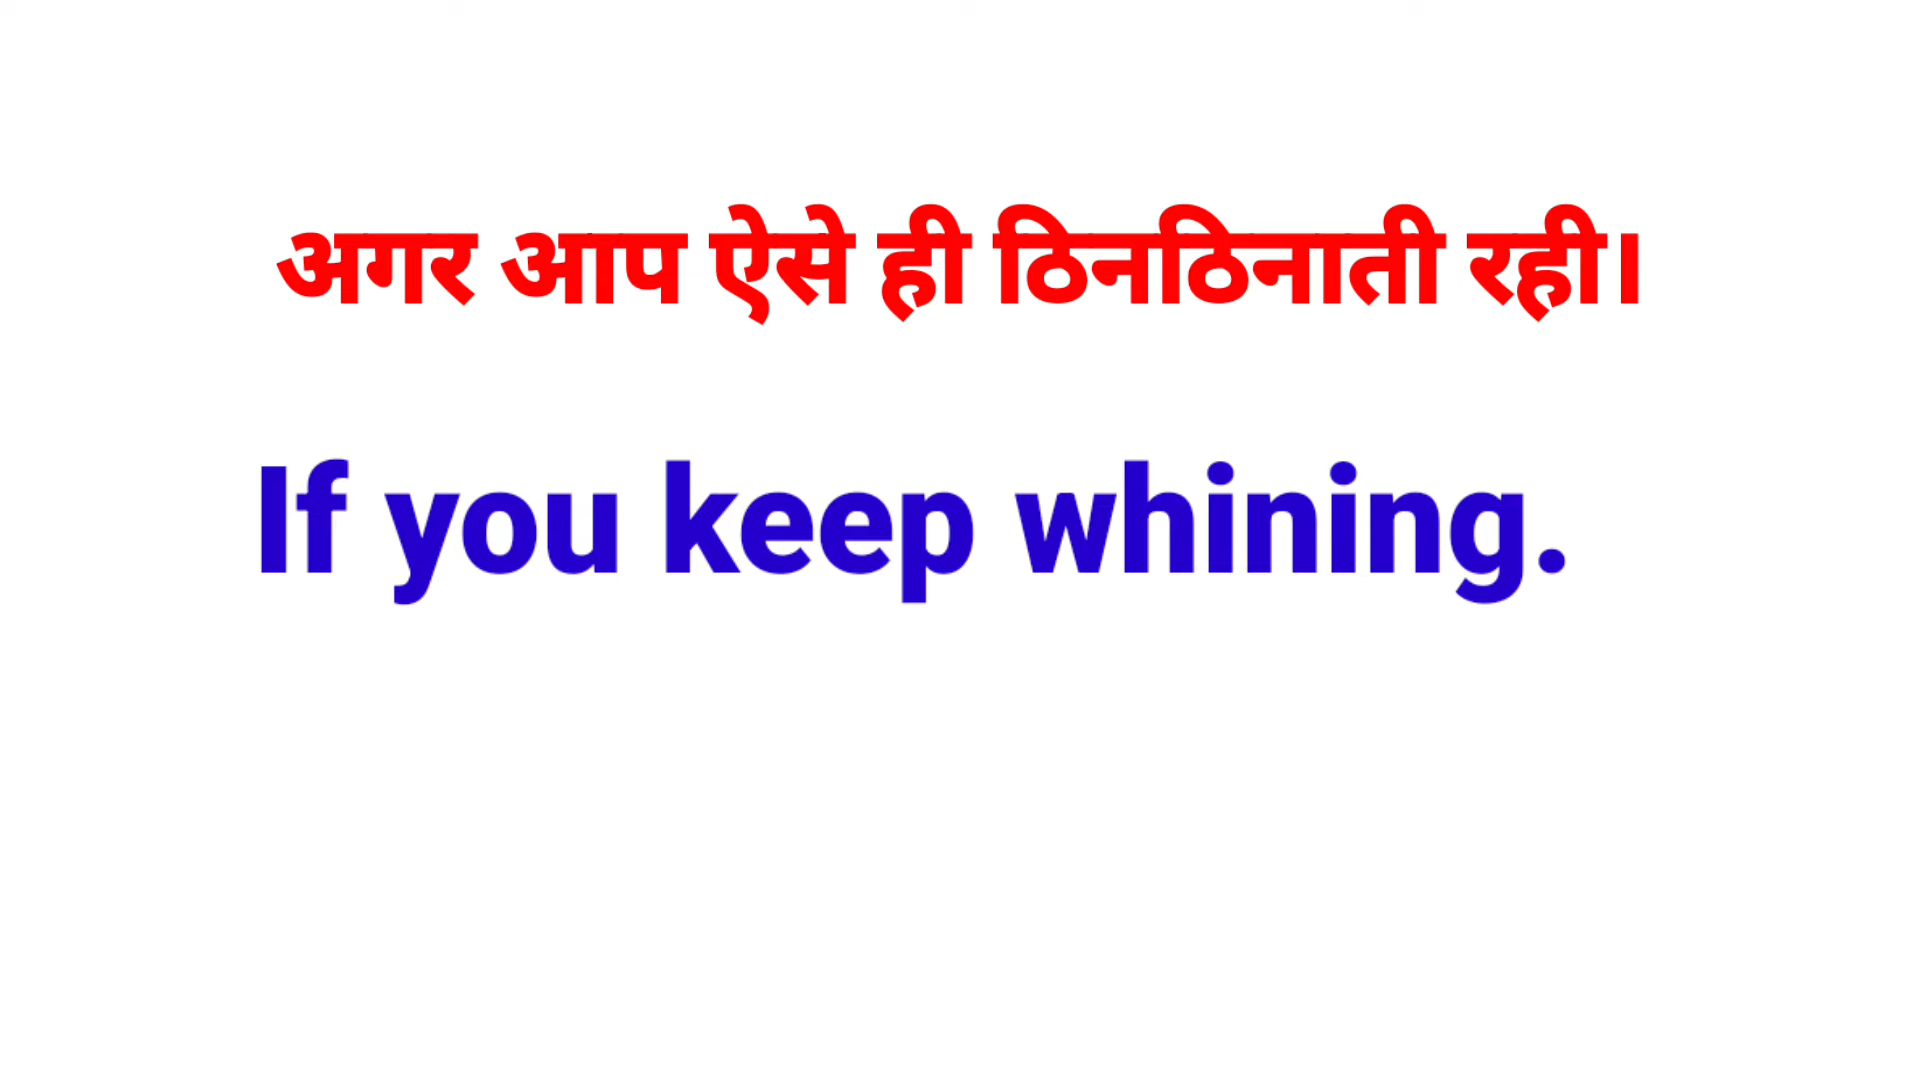 अगर आप ऐसे ही ठिनठिनाती रही।
If you keep whining.